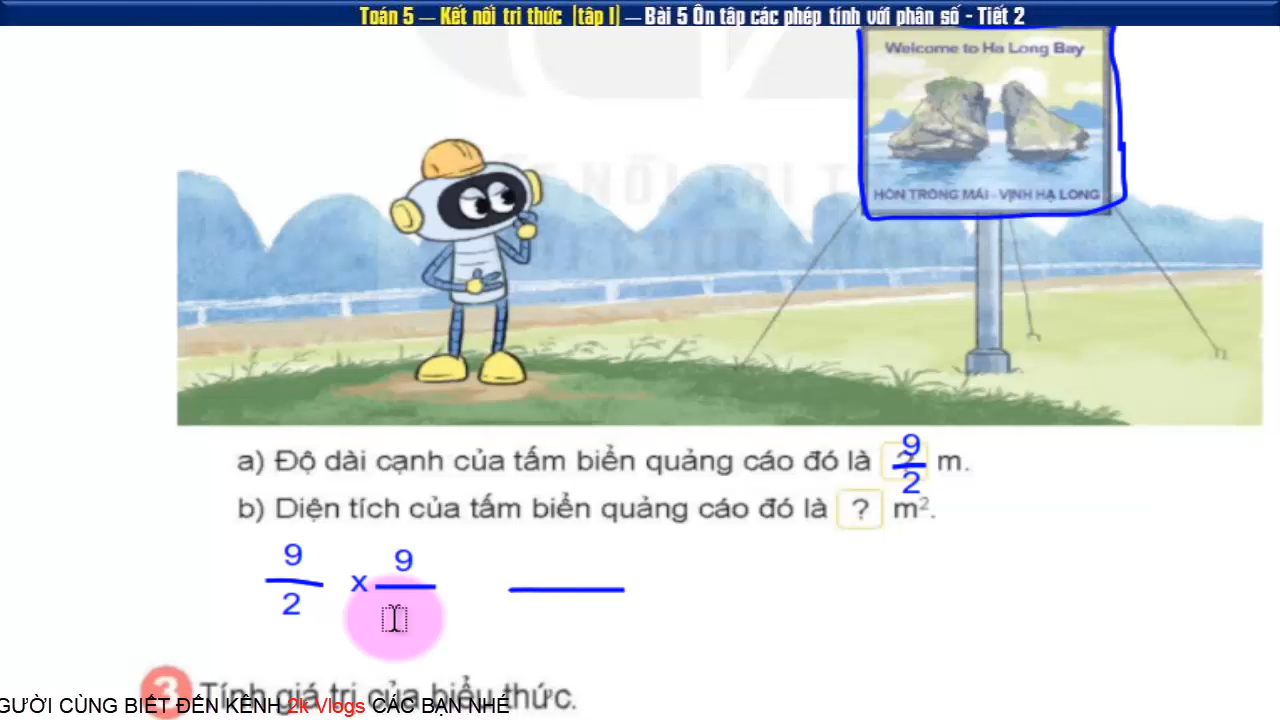 Toán 5 – Kết nối tri thức [tập 1] – Bài 5 Ôn tập các phép tính với phân số - Tiết 2
Welcome to Ha Long Bay
HÒN TRỐNG MÁI - VỊNH HẠ LONG
a) Độ dài cạnh của tấm biển quảng cáo đó là 9/2 m.
b) Diện tích của tấm biển quảng cáo đó là ? m².
9 9
x
2
3 Tính giá trị của biểu thức.
GƯỜI CÙNG BIẾT ĐẾN KÊNH 2k Vlogs CÁC BẠN NHÉ